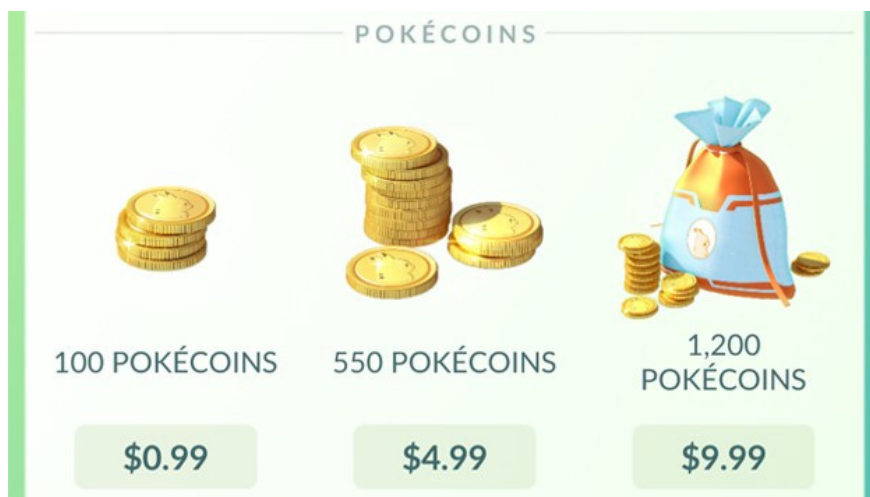 POKÉCOINS
100 POKÉCOINS
550 POKÉCOINS
1,200
POKÉCOINS
$0.99
$4.99
$9.99